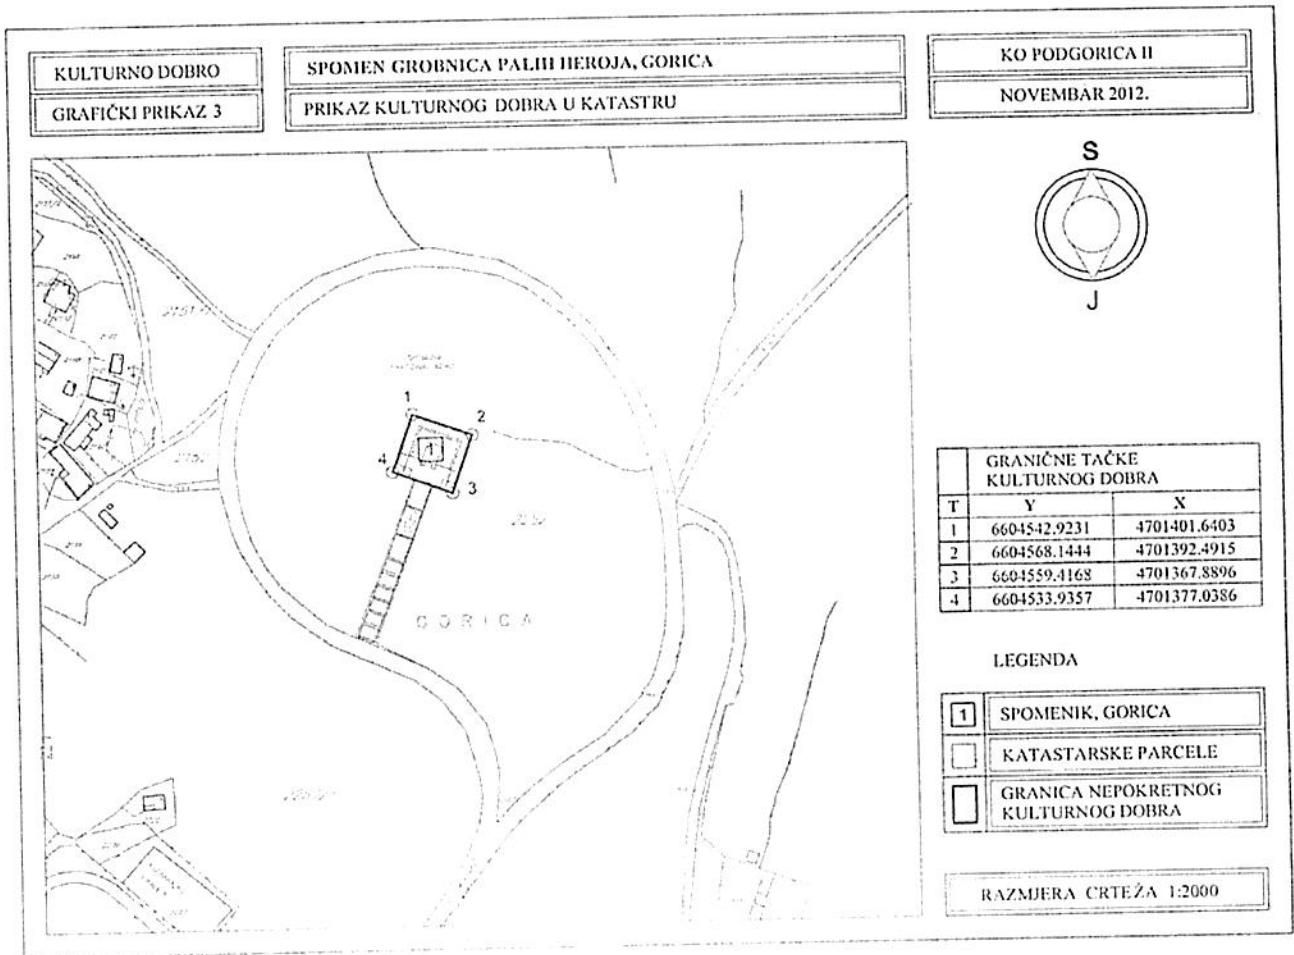 KULTURNO DOBRO
GRAFIČKI PRIKAZ 3
SPOMEN GROBNICA PALIH HEROJA, GORICA
PRIKAZ KULTURNOG DOBRA U KATASTRU
KO PODGORICA II
NOVEMBAR 2012.
S
J
1
2
4
1
3
GORICA
GRANIČNE TAČKE
KULTURNOG DOBRA
T Y X
1 6604542.9231 4701401.6403
2 6604568.1444 4701392.4915
3 6604559.4168 4701367.8896
4 6604533.9357 4701377.0386
LEGENDA
1 SPOMENIK, GORICA
KATASTARSKE PARCELE
GRANICA NEPOKRETNOG
KULTURNOG DOBRA
RAZMJERA CRTEŽA 1:2000